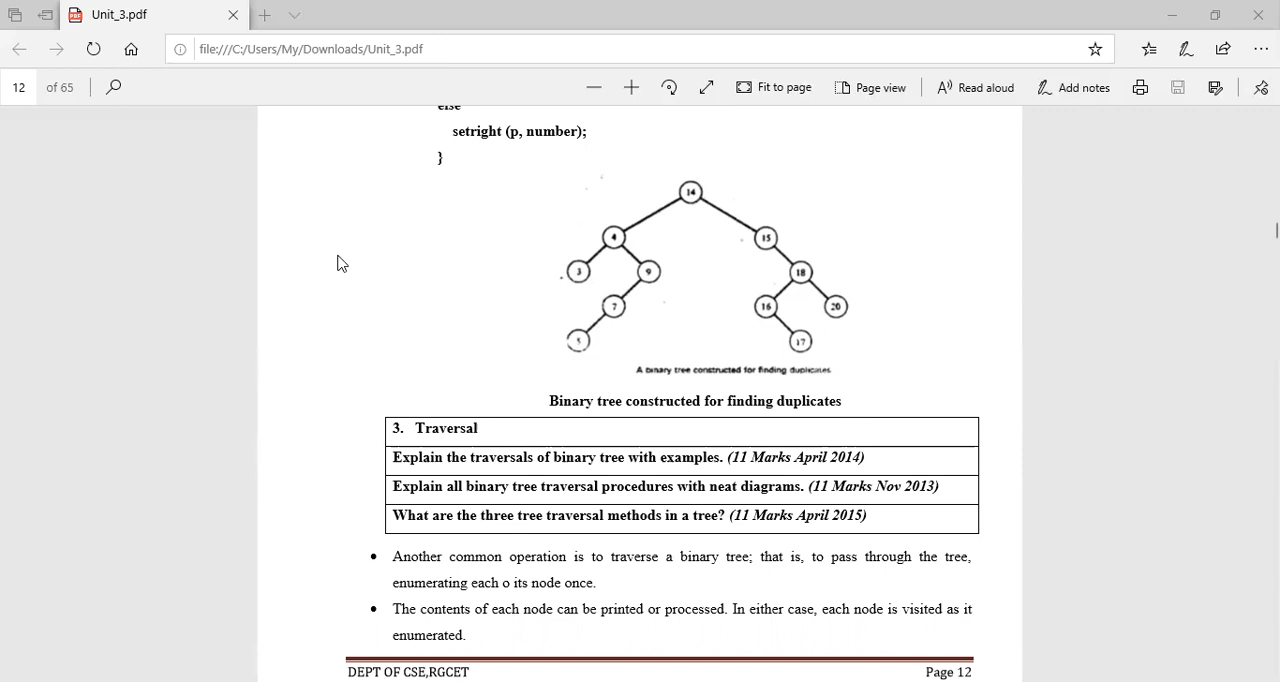 Unit_3.pdf
file:///C:/Users/My/Downloads/Unit_3.pdf
12 of 65 Fit to page Page view Read aloud Add notes
else
setright (p, number);
}
14
4 15
3 9 18
7 16 20
5 17
A binary tree constructed for finding duplicates
Binary tree constructed for finding duplicates
3. Traversal
Explain the traversals of binary tree with examples. (11 Marks April 2014)
Explain all binary tree traversal procedures with neat diagrams. (11 Marks Nov 2013)
What are the three tree traversal methods in a tree? (11 Marks April 2015)
• Another common operation is to traverse a binary tree; that is, to pass through the tree,
enumerating each o its node once.
• The contents of each node can be printed or processed. In either case, each node is visited as it
enumerated.
DEPT OF CSE,RGCET Page 12